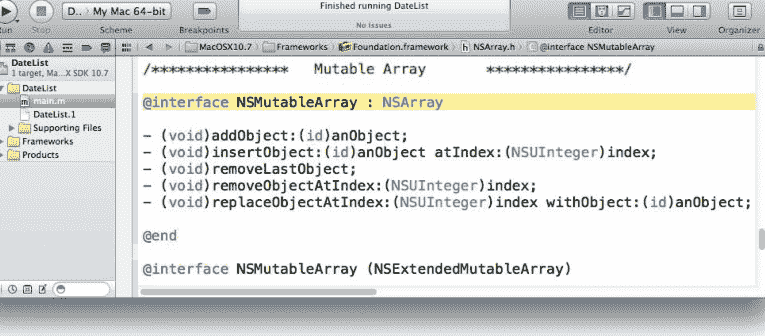 Finished running DateList
No Issues
D.. My Mac 64-bit
Run Stop Scheme Breakpoints Editor View Organizer
MacOSX10.7 Frameworks Foundation.framework h NSArray.h @interface NSMutableArray
DateList
1 target, Ma...X SDK 10.7
DateList
main.m
DateList.1
Supporting Files
Frameworks
Products
/**************** Mutable Array ****************/
@interface NSMutableArray : NSArray
- (void)addObject:(id)anObject;
- (void)insertObject:(id)anObject atIndex:(NSUInteger)index;
- (void)removeLastObject;
- (void)removeObjectAtIndex:(NSUInteger)index;
- (void)replaceObjectAtIndex:(NSUInteger)index withObject:(id)anObject;
@end
@interface NSMutableArray (NSExtendedMutableArray)